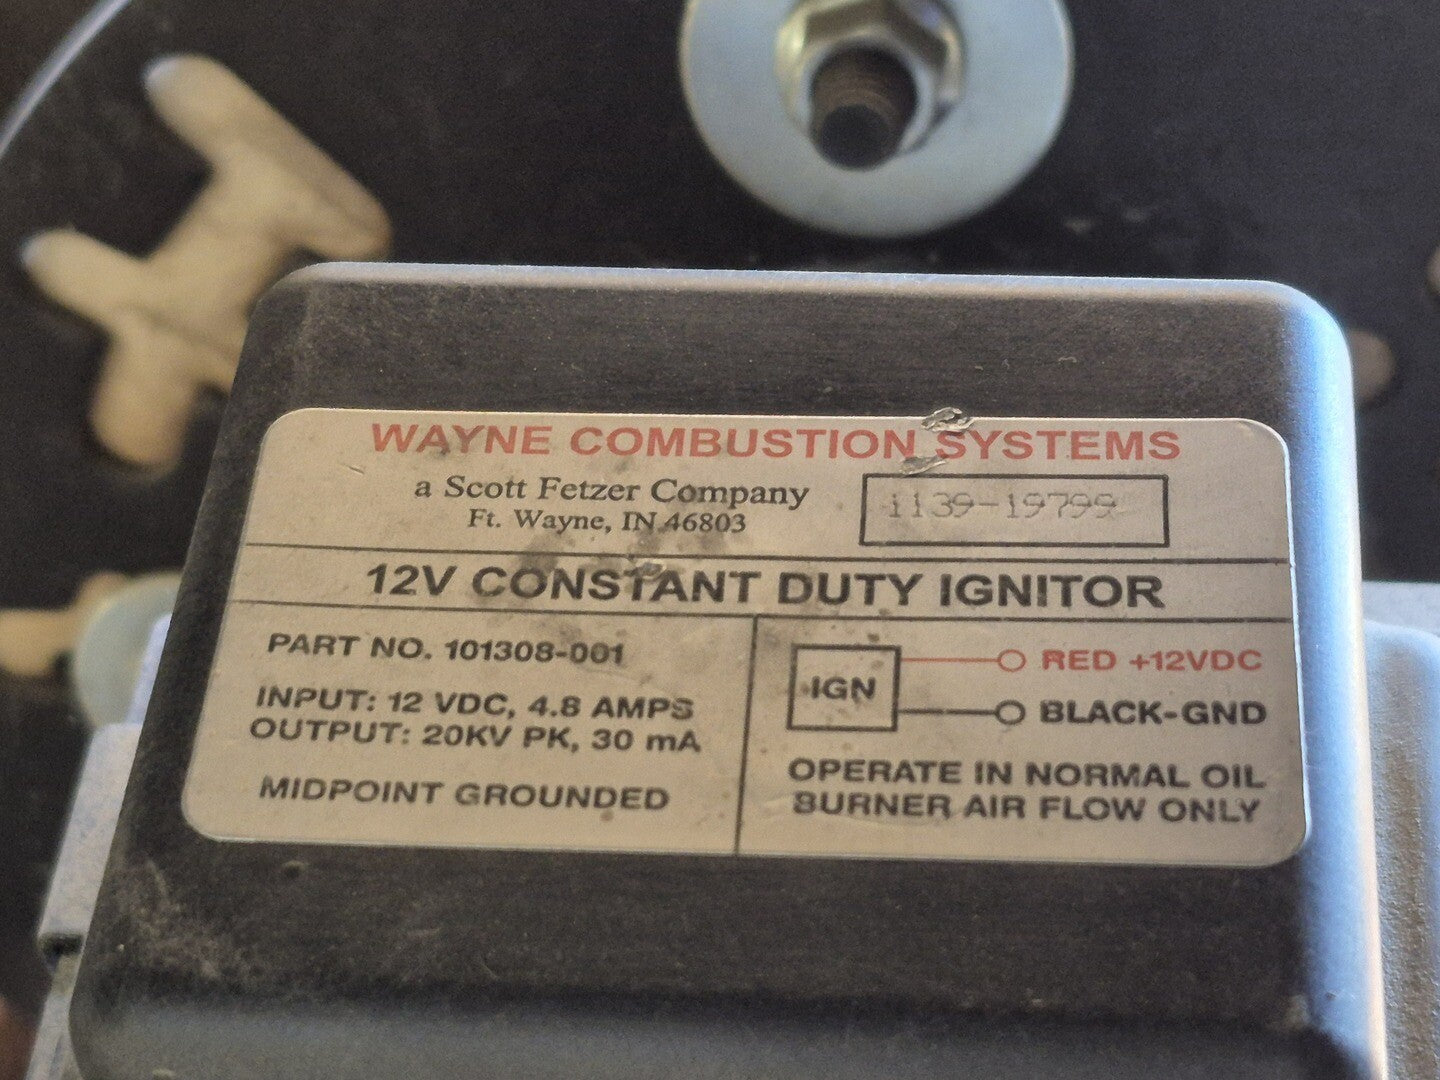 WAYNE COMBUSTION SYSTEMS
a Scott Fetzer Company
Ft. Wayne, IN 46803
1139-19799
12V CONSTANT DUTY IGNITOR
PART NO. 101308-001
INPUT: 12 VDC, 4.8 AMPS
OUTPUT: 20KV PK, 30 mA
MIDPOINT GROUNDED
IGN
RED +12VDC
BLACK-GND
OPERATE IN NORMAL OIL
BURNER AIR FLOW ONLY